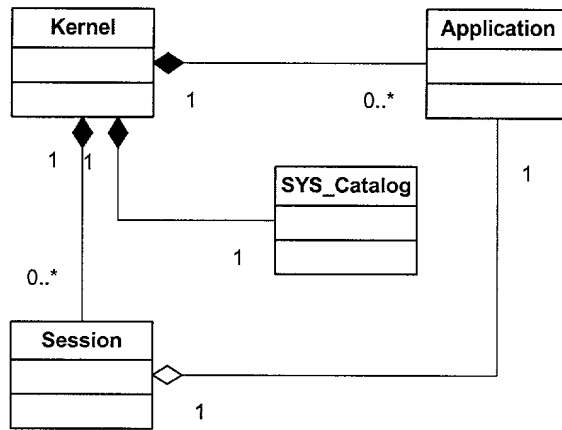 Kernel
Application
1
0..*
1
1
1
SYS_Catalog
1
0..*
Session
1